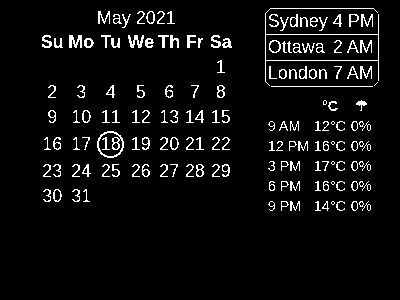 May 2021
Su Mo Tu We Th Fr Sa
1
2 3 4 5 6 7 8
9 10 11 12 13 14 15
16 17 18 19 20 21 22
23 24 25 26 27 28 29
30 31
Sydney 4 PM
Ottawa 2 AM
London 7 AM
°C ☂
9 AM 12°C 0%
12 PM 16°C 0%
3 PM 17°C 0%
6 PM 16°C 0%
9 PM 14°C 0%